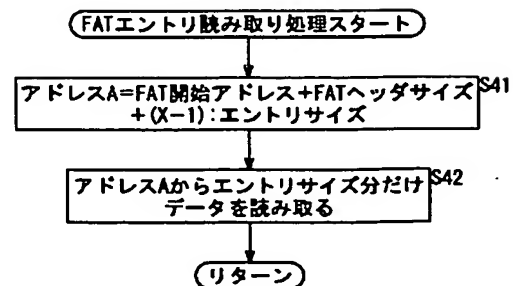 FATエントリ読み取り処理スタート
アドレスA=FAT開始アドレス+FATヘッダサイズ
+(X-1):エントリサイズ
S41
アドレスAからエントリサイズ分だけ
データを読み取る
S42
リターン